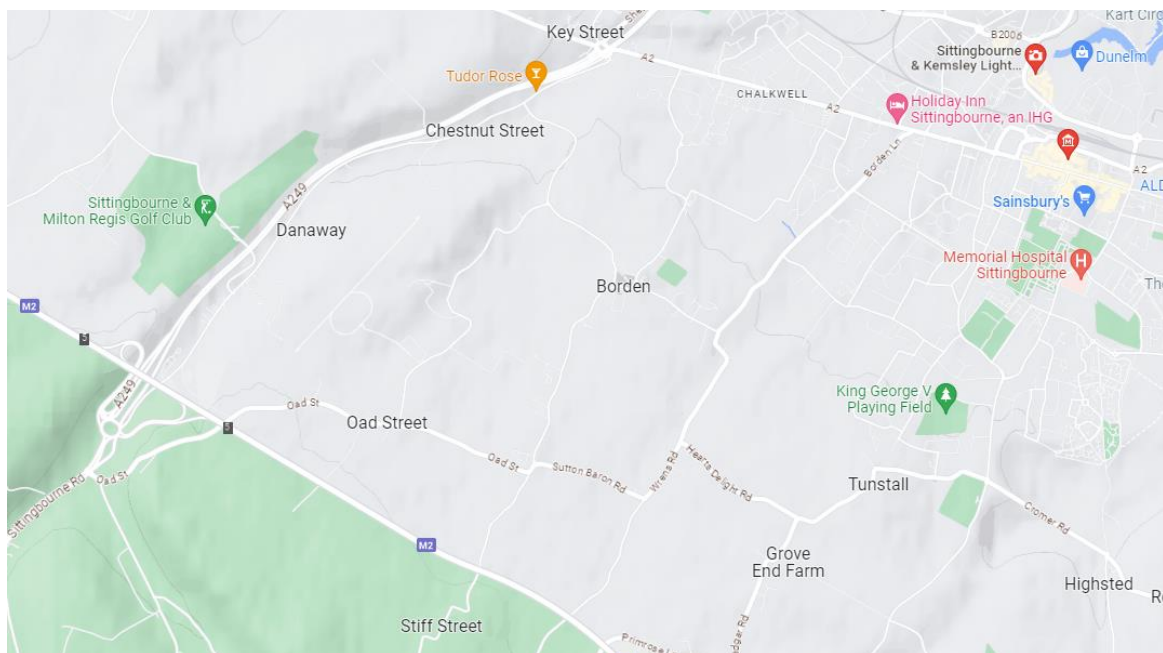 Kart Circ
Key Street
B2006
Sittingbourne
& Kemsley Light...
Dunelm
A2
Tudor Rose
CHALKWELL
A2
Holiday Inn
Sittingbourne, an IHG
Chestnut Street
Borden Ln
A2
ALD
Sainsbury's
A249
Sittingbourne &
Milton Regis Golf Club
Danaway
Memorial Hospital
Sittingbourne
Th
Borden
M2
5
A249
King George V
Playing Field
Oad St
Oad Street
5
Oad St
Sutton Baron Rd
Wrens Rd
Hearts Delight Rd
Tunstall
Oad St
Sittingbourne Rd
Cromer Rd
M2
Grove
End Farm
Highsted
R
Stiff Street